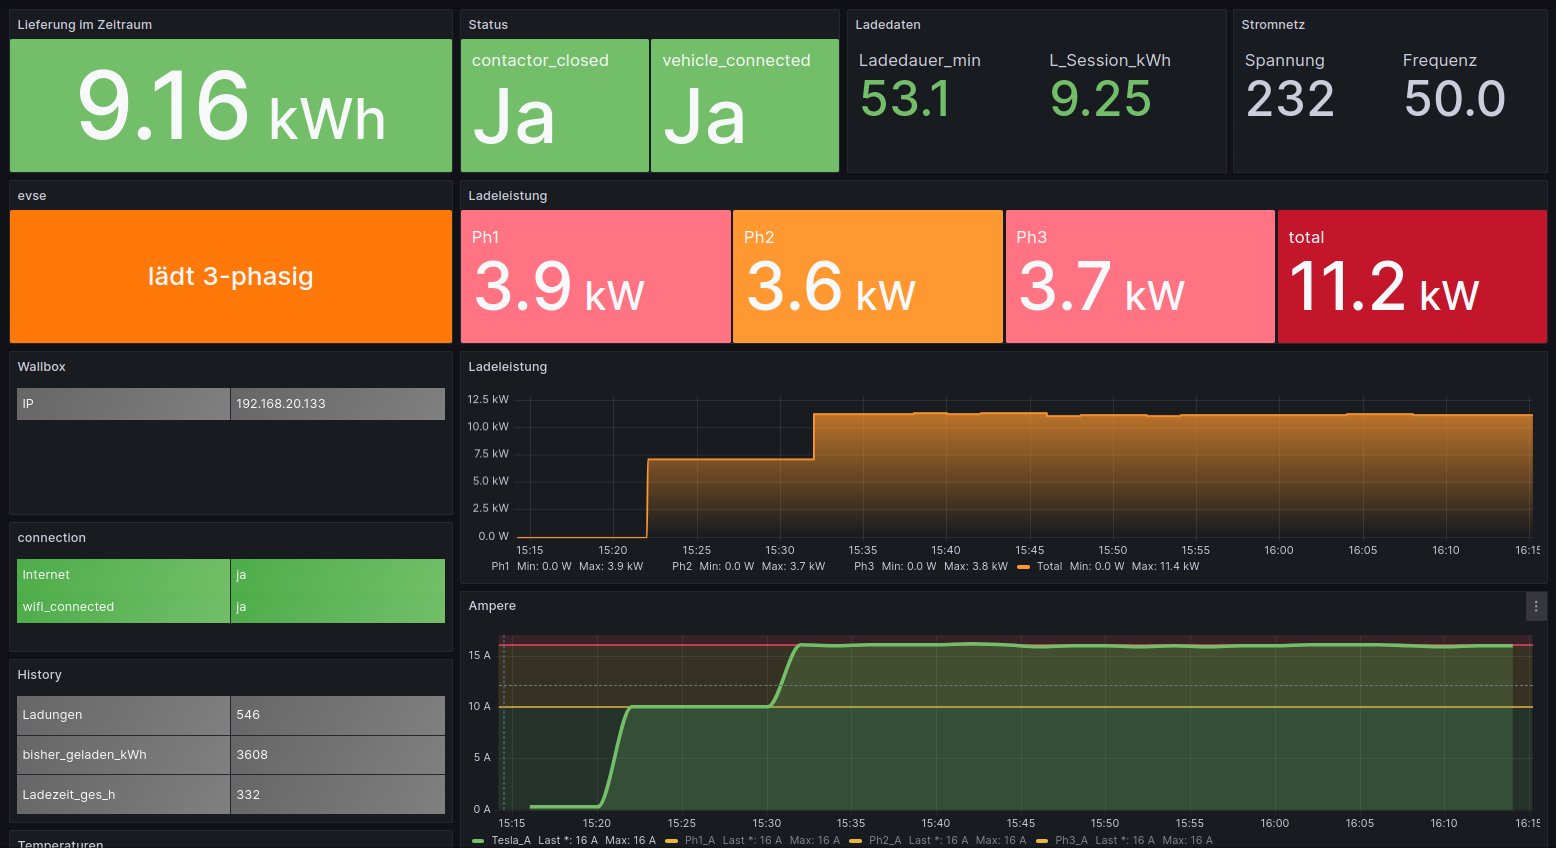 Lieferung im Zeitraum
9.16 kWh
Status
contactor_closed
Ja
vehicle_connected
Ja
Ladedaten
Ladedauer_min
53.1
L_Session_kWh
9.25
Stromnetz
Spannung
232
Frequenz
50.0
evse
lädt 3-phasig
Ladeleistung
Ph1
3.9 kW
Ph2
3.6 kW
Ph3
3.7 kW
total
11.2 kW
Wallbox
IP 192.168.20.133
connection
Internet ja
wifi_connected ja
History
Ladungen 546
bisher_geladen_kWh 3608
Ladezeit_ges_h 332
Temperaturen
Ladeleistung
12.5 kW
10.0 kW
7.5 kW
5.0 kW
2.5 kW
0.0 W
15:15 15:20 15:25 15:30 15:35 15:40 15:45 15:50 15:55 16:00 16:05 16:10 16:15
Ph1 Min: 0.0 W Max: 3.9 kW Ph2 Min: 0.0 W Max: 3.7 kW Ph3 Min: 0.0 W Max: 3.8 kW Total Min: 0.0 W Max: 11.4 kW
Ampere
15 A
10 A
5 A
0 A
15:15 15:20 15:25 15:30 15:35 15:40 15:45 15:50 15:55 16:00 16:05 16:10 16:15
Tesla_A Last *: 16 A Max: 16 A Ph1_A Last *: 16 A Max: 16 A Ph2_A Last *: 16 A Max: 16 A Ph3_A Last *: 16 A Max: 16 A